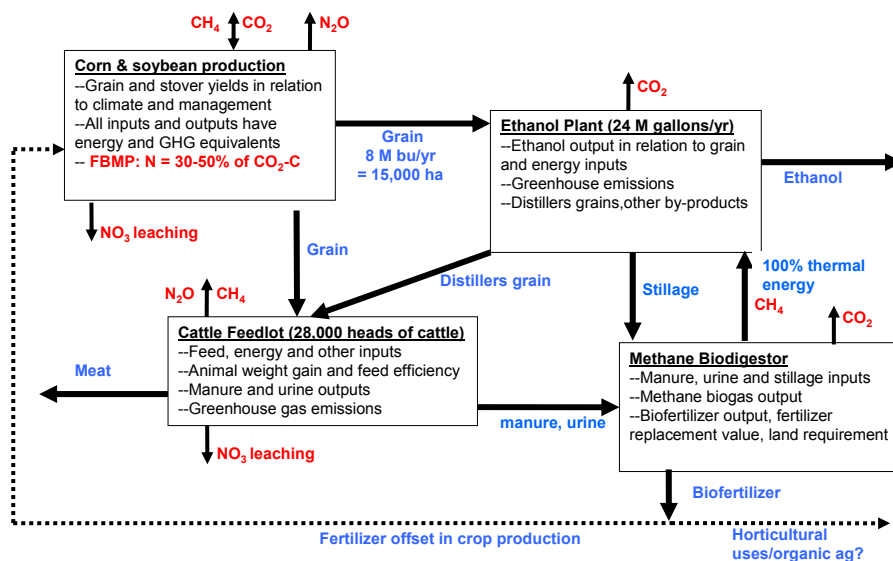 CH₄ CO₂ N₂O
Corn & soybean production
--Grain and stover yields in relation
to climate and management
--All inputs and outputs have
energy and GHG equivalents
-- FBMP: N = 30-50% of CO₂-C
NO₃ leaching
Grain
8 M bu/yr
= 15,000 ha
CO₂
Ethanol Plant (24 M gallons/yr)
--Ethanol output in relation to grain
and energy inputs
--Greenhouse emissions
--Distillers grains,other by-products
Ethanol
Grain
Distillers grain
Stillage
100% thermal
energy
CH₄
CO₂
N₂O CH₄
Cattle Feedlot (28,000 heads of cattle)
--Feed, energy and other inputs
--Animal weight gain and feed efficiency
--Manure and urine outputs
--Greenhouse gas emissions
Meat
NO₃ leaching
manure, urine
Methane Biodigestor
--Manure, urine and stillage inputs
--Methane biogas output
--Biofertilizer output, fertilizer
replacement value, land requirement
Biofertilizer
Fertilizer offset in crop production
Horticultural
uses/organic ag?